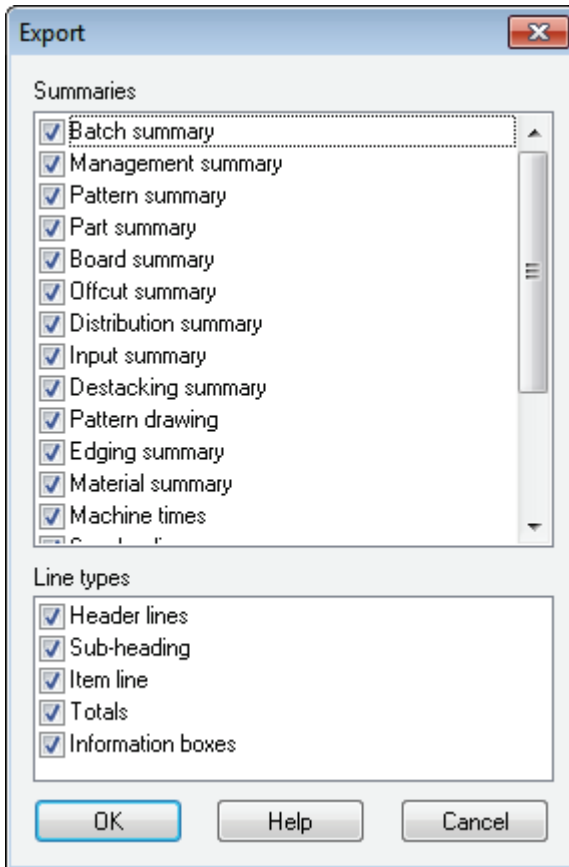 Export
Summaries
Batch summary
Management summary
Pattern summary
Part summary
Board summary
Offcut summary
Distribution summary
Input summary
Destacking summary
Pattern drawing
Edging summary
Material summary
Machine times
Line types
Header lines
Sub-heading
Item line
Totals
Information boxes
OK
Help
Cancel